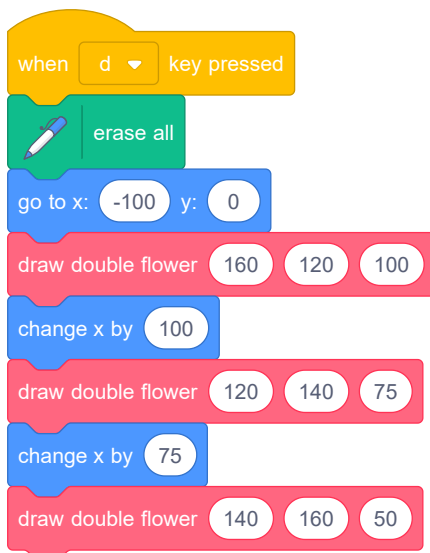 when d key pressed
erase all
go to x: -100 y: 0
draw double flower 160 120 100
change x by 100
draw double flower 120 140 75
change x by 75
draw double flower 140 160 50